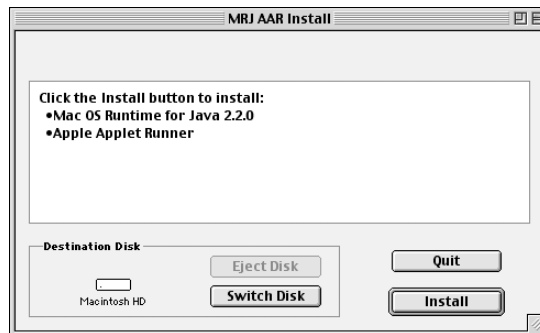 MRJ AAR Install
Click the Install button to install:
•Mac OS Runtime for Java 2.2.0
•Apple Applet Runner
Destination Disk
Eject Disk
Quit
Macintosh HD
Switch Disk
Install